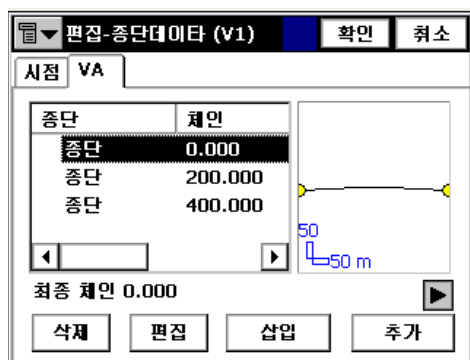 편집-종단데이타 (V1) 확인 취소
시점 VA
종단 체인
종단 0.000
종단 200.000
종단 400.000
50
50 m
최종 체인 0.000
삭제 편집 삽입 추가